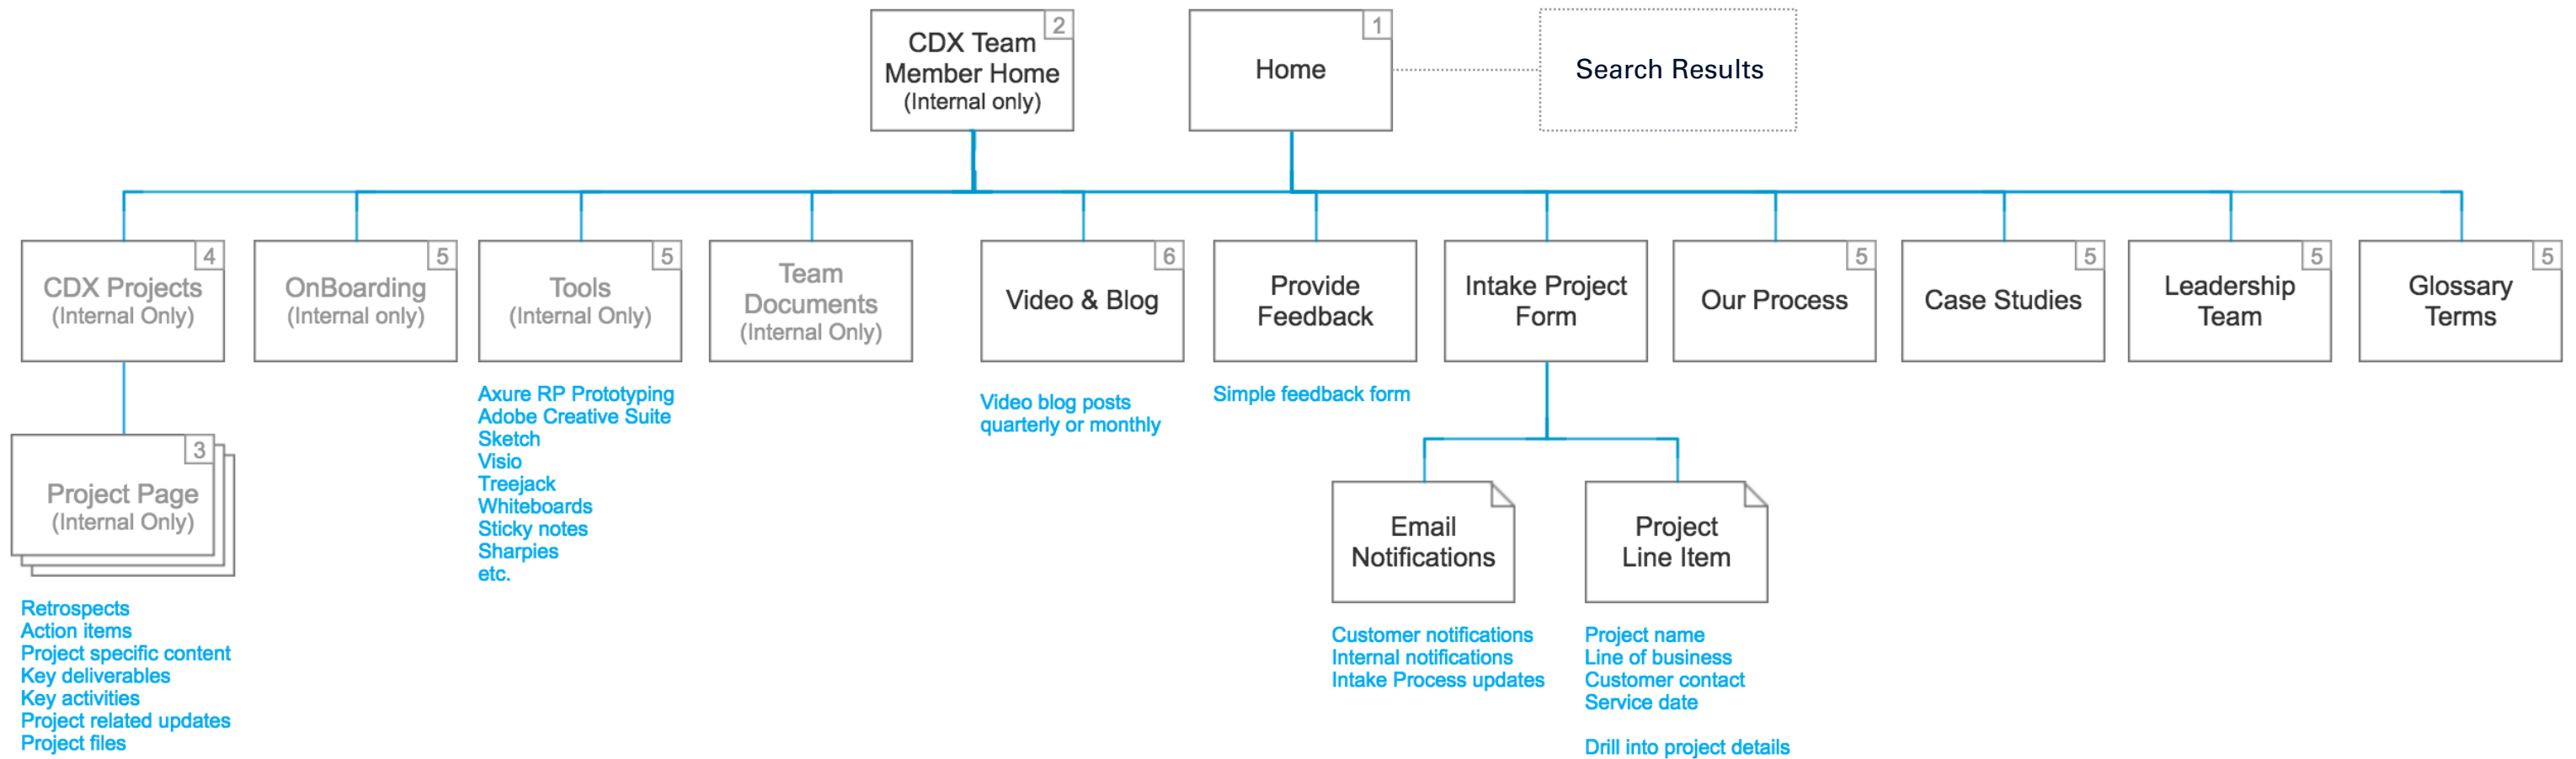 2
CDX Team
Member Home
(Internal only)
1
Home
Search Results
4
CDX Projects
(Internal Only)
5
OnBoarding
(Internal only)
5
Tools
(Internal Only)
Team
Documents
(Internal Only)
6
Video & Blog
Provide
Feedback
Intake Project
Form
5
Our Process
5
Case Studies
5
Leadership
Team
5
Glossary
Terms
3
Project Page
(Internal Only)
Retrospects
Action items
Project specific content
Key deliverables
Key activities
Project related updates
Project files
Axure RP Prototyping
Adobe Creative Suite
Sketch
Visio
Treejack
Whiteboards
Sticky notes
Sharpies
etc.
Video blog posts
quarterly or monthly
Simple feedback form
Email
Notifications
Customer notifications
Internal notifications
Intake Process updates
Project
Line Item
Project name
Line of business
Customer contact
Service date
Drill into project details